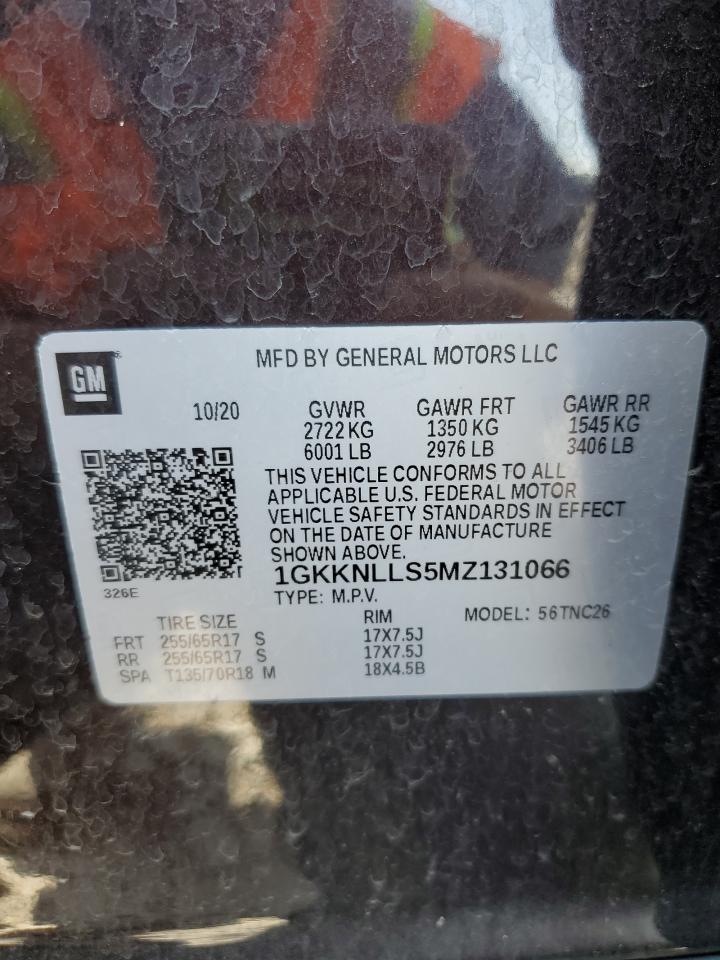 MFD BY GENERAL MOTORS LLC
GM
10/20 GVWR GAWR FRT GAWR RR
2722 KG 1350 KG 1545 KG
6001 LB 2976 LB 3406 LB
THIS VEHICLE CONFORMS TO ALL
APPLICABLE U.S. FEDERAL MOTOR
VEHICLE SAFETY STANDARDS IN EFFECT
ON THE DATE OF MANUFACTURE
SHOWN ABOVE.
326E
1GKKNLLS5MZ131066
TYPE: M.P.V.
TIRE SIZE RIM MODEL: 56TNC26
FRT 255/65R17 S 17X7.5J
RR 255/65R17 S 17X7.5J
SPA T135/70R18 M 18X4.5B